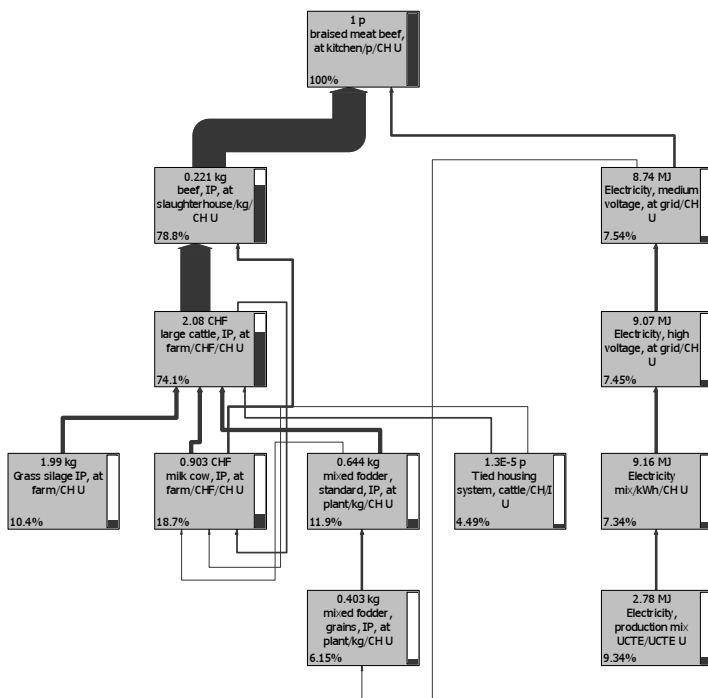 1 p
braised meat beef,
at kitchen/p/CH U
100%
0.221 kg
beef, IP, at
slaughterhouse/kg/
CH U
78.8%
8.74 MJ
Electricity, medium
voltage, at grid/CH
U
7.54%
2.08 CHF
large cattle, IP, at
farm/CHF/CH U
74.1%
9.07 MJ
Electricity, high
voltage, at grid/CH
U
7.45%
1.99 kg
Grass silage IP, at
farm/CH U
10.4%
0.903 CHF
milk cow, IP, at
farm/CHF/CH U
18.7%
0.644 kg
mixed fodder,
standard, IP, at
plant/kg/CH U
11.9%
1.3E-5 p
Tied housing
system, cattle/CH/I
U
4.49%
9.16 MJ
Electricity
mix/kWh/CH U
7.34%
0.403 kg
mixed fodder,
grains, IP, at
plant/kg/CH U
6.15%
2.78 MJ
Electricity,
production mix
UCTE/UCTE U
9.34%